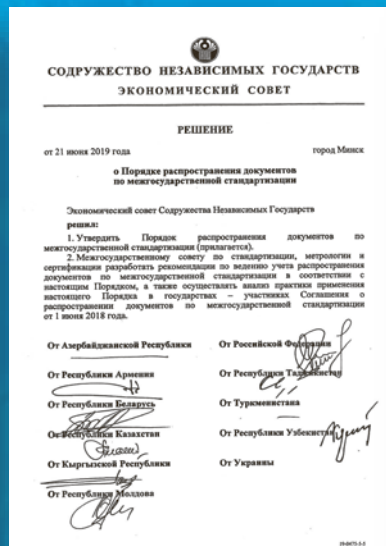 СОДРУЖЕСТВО НЕЗАВИСИМЫХ ГОСУДАРСТВ
ЭКОНОМИЧЕСКИЙ СОВЕТ
РЕШЕНИЕ
от 21 июня 2019 года город Минск
о Порядке распространения документов
по межгосударственной стандартизации
Экономический совет Содружества Независимых Государств
решил:
1. Утвердить Порядок распространения документов по
межгосударственной стандартизации (прилагается).
2. Межгосударственному совету по стандартизации, метрологии и
сертификации разработать рекомендации по ведению учета распространения
документов по межгосударственной стандартизации в соответствии с
настоящим Порядком, а также осуществлять анализ практики применения
настоящего Порядка в государствах – участниках Соглашения о
распространении документов по межгосударственной стандартизации
от 1 июня 2018 года.
От Азербайджанской Республики От Российской Федерации
От Республики Армения От Республики Таджикистан
От Республики Беларусь От Туркменистана
От Республики Казахстан От Республики Узбекистан
От Кыргызской Республики От Украины
От Республики Молдова